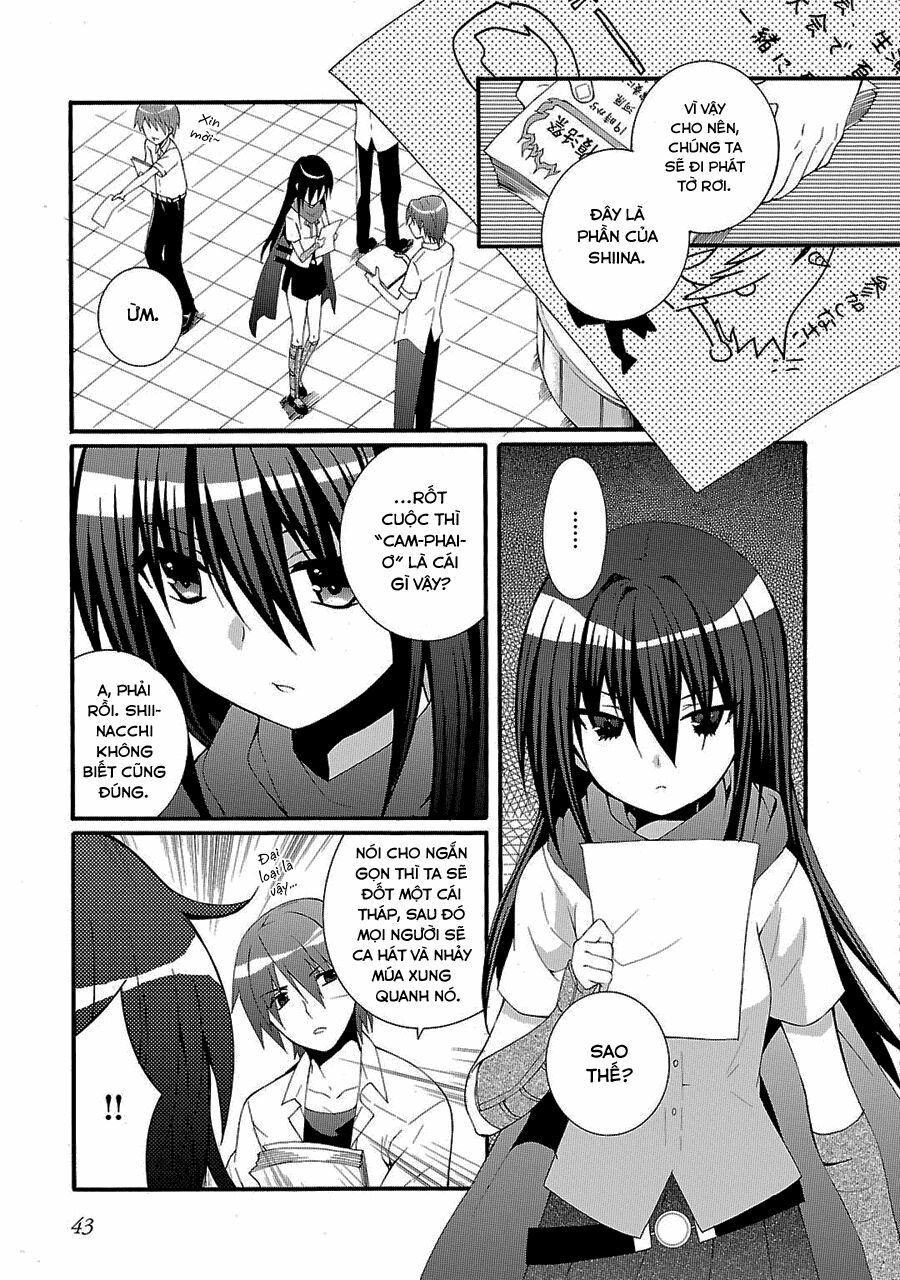 VÌ VẬY
CHO NÊN,
CHÚNG TA
SẼ ĐI PHÁT
TỜ RƠI.
ĐÂY LÀ
PHẦN CỦA
SHIINA.
Xin
mời~
ỪM.
......
SAO
THẾ?
...RỐT
CUỘC THÌ
"CAM-PHAI-
Ơ" LÀ CÁI
GÌ VẬY?
A, PHẢI
RỒI. SHII-
NACCHI
KHÔNG
BIẾT CŨNG
ĐÚNG.
NÓI CHO NGẮN
GỌN THÌ TA SẼ
ĐỐT MỘT CÁI
THÁP, SAU ĐÓ
MỌI NGƯỜI SẼ
CA HÁT VÀ NHẢY
MÚA XUNG
QUANH NÓ.
Đại
loại là
vậy...
!!
43